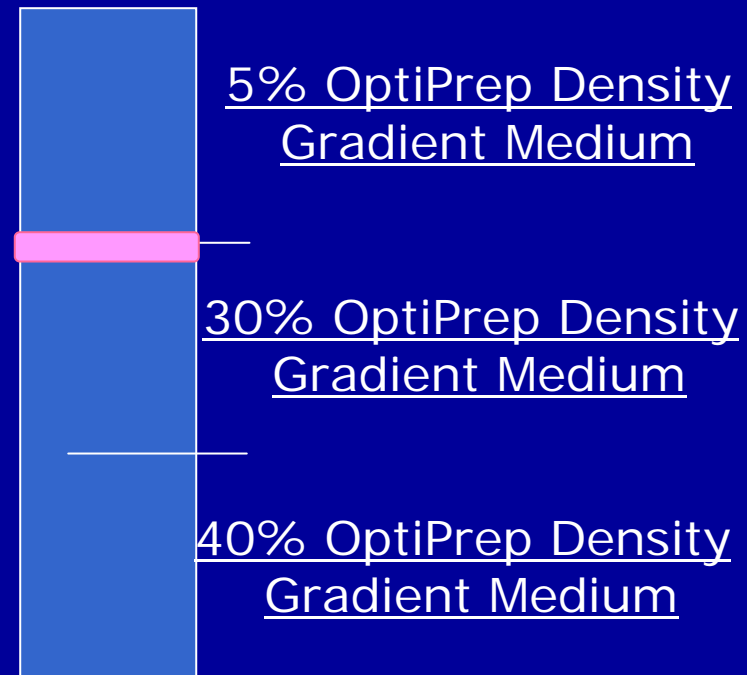 5% OptiPrep Density
Gradient Medium
30% OptiPrep Density
Gradient Medium
40% OptiPrep Density
Gradient Medium